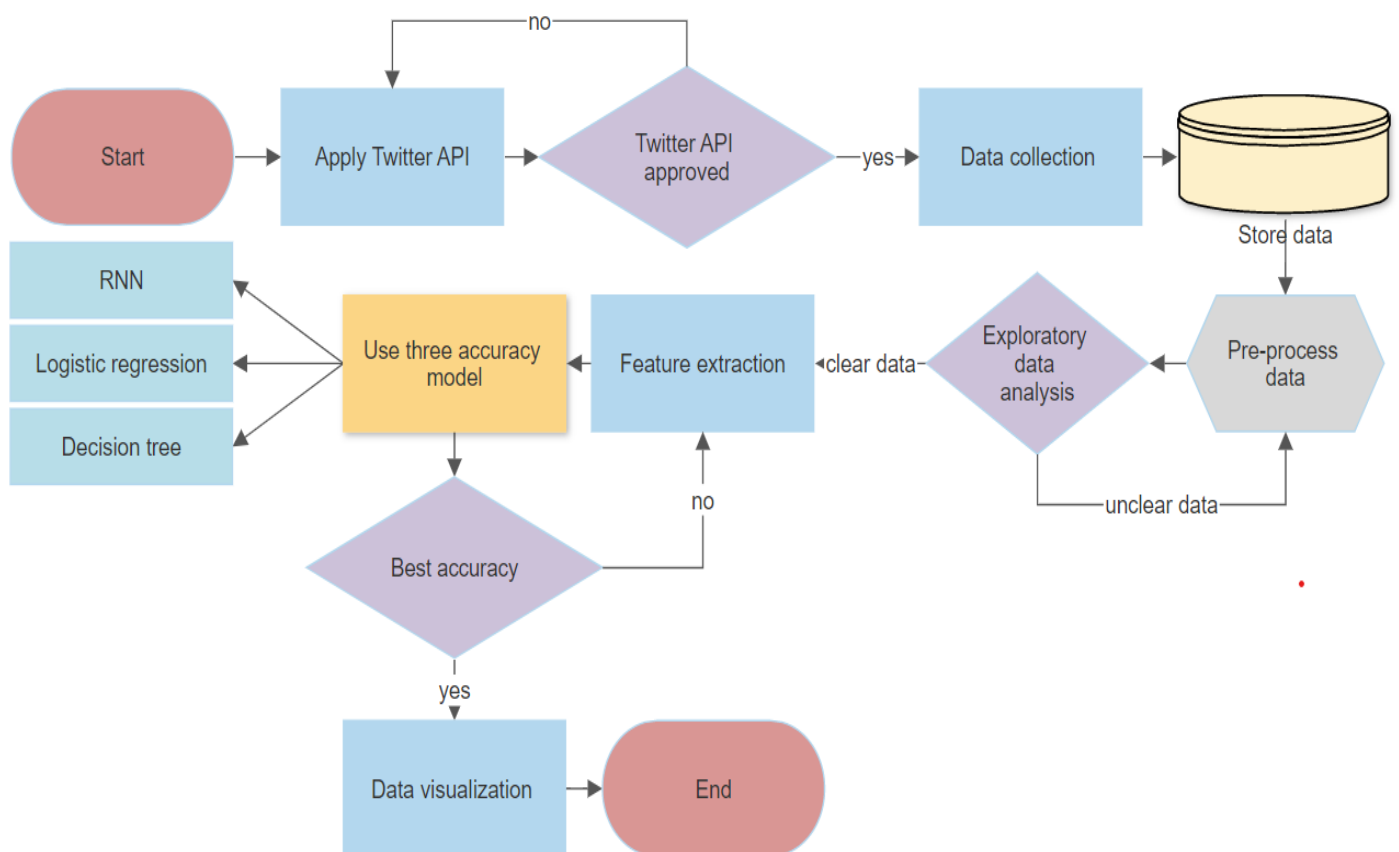 no
Start
Apply Twitter API
Twitter API
approved
yes
Data collection
Store data
RNN
Logistic regression
Decision tree
Use three accuracy
model
Feature extraction
clear data
Exploratory
data
analysis
Pre-process
data
unclear data
no
Best accuracy
yes
Data visualization
End